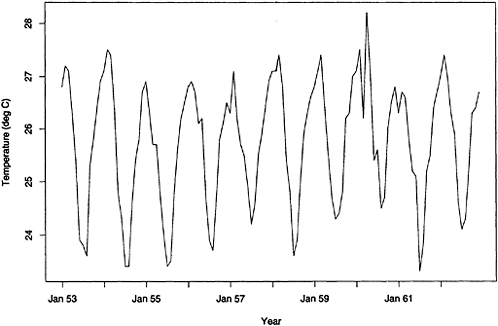 28
27
26
25
24
Temperature (deg C)
Jan 53
Jan 55
Jan 57
Jan 59
Jan 61
Year